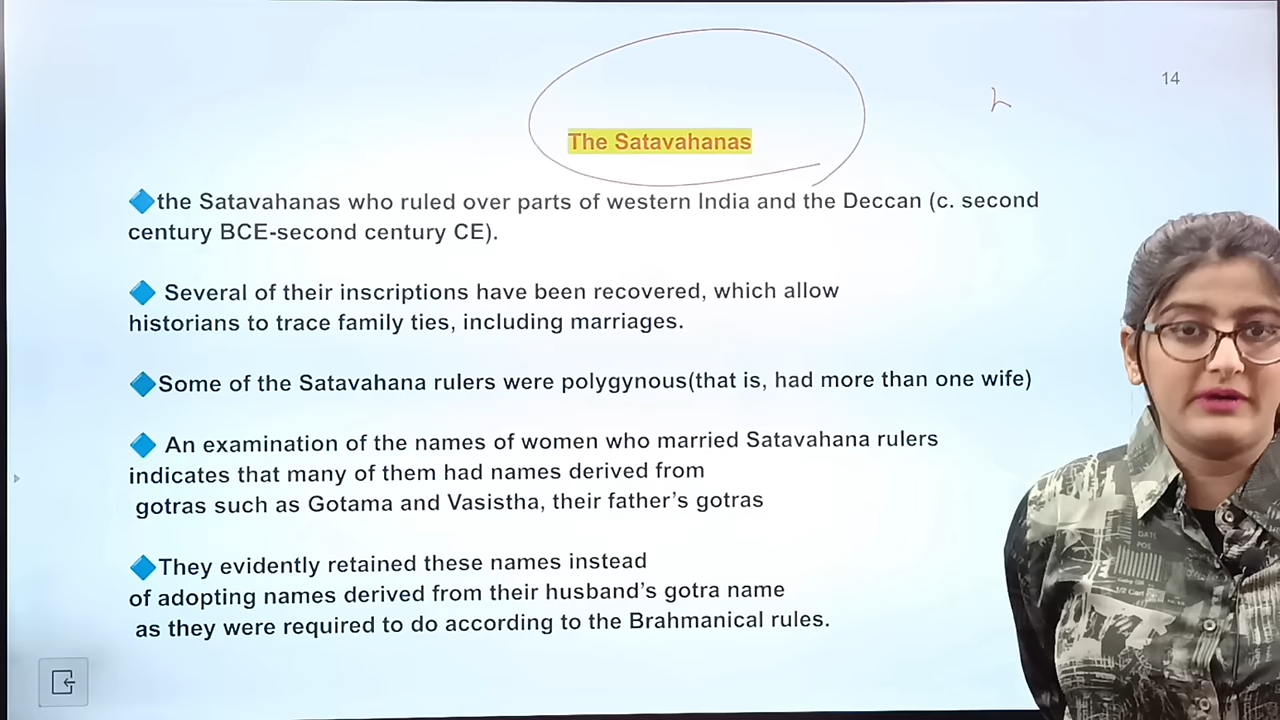 14
The Satavahanas
the Satavahanas who ruled over parts of western India and the Deccan (c. second
century BCE-second century CE).
Several of their inscriptions have been recovered, which allow
historians to trace family ties, including marriages.
Some of the Satavahana rulers were polygynous(that is, had more than one wife)
An examination of the names of women who married Satavahana rulers
indicates that many of them had names derived from
gotras such as Gotama and Vasistha, their father's gotras
They evidently retained these names instead
of adopting names derived from their husband's gotra name
as they were required to do according to the Brahmanical rules.